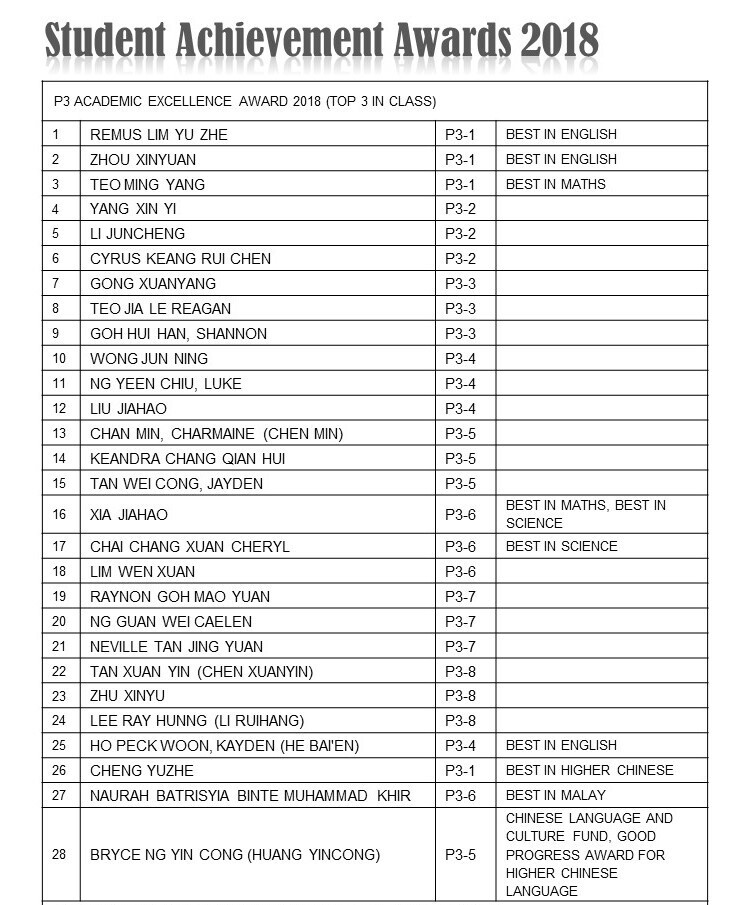 Student Achievement Awards 2018
P3 ACADEMIC EXCELLENCE AWARD 2018 (TOP 3 IN CLASS)
1 REMUS LIM YU ZHE P3-1 BEST IN ENGLISH
2 ZHOU XINYUAN P3-1 BEST IN ENGLISH
3 TEO MING YANG P3-1 BEST IN MATHS
4 YANG XIN YI P3-2
5 LI JUNCHENG P3-2
6 CYRUS KEANG RUI CHEN P3-2
7 GONG XUANYANG P3-3
8 TEO JIA LE REAGAN P3-3
9 GOH HUI HAN, SHANNON P3-3
10 WONG JUN NING P3-4
11 NG YEEN CHIU, LUKE P3-4
12 LIU JIAHAO P3-4
13 CHAN MIN, CHARMAINE (CHEN MIN) P3-5
14 KEANDRA CHANG QIAN HUI P3-5
15 TAN WEI CONG, JAYDEN P3-5
16 XIA JIAHAO P3-6 BEST IN MATHS, BEST IN
SCIENCE
17 CHAI CHANG XUAN CHERYL P3-6 BEST IN SCIENCE
18 LIM WEN XUAN P3-6
19 RAYNON GOH MAO YUAN P3-7
20 NG GUAN WEI CAELEN P3-7
21 NEVILLE TAN JING YUAN P3-7
22 TAN XUAN YIN (CHEN XUANYIN) P3-8
23 ZHU XINYU P3-8
24 LEE RAY HUNNG (LI RUIHANG) P3-8
25 HO PECK WOON, KAYDEN (HE BAI'EN) P3-4 BEST IN ENGLISH
26 CHENG YUZHE P3-1 BEST IN HIGHER CHINESE
27 NAURAH BATRISYIA BINTE MUHAMMAD KHIR P3-6 BEST IN MALAY
28 BRYCE NG YIN CONG (HUANG YINCONG) P3-5 CHINESE LANGUAGE AND
CULTURE FUND, GOOD
PROGRESS AWARD FOR
HIGHER CHINESE
LANGUAGE